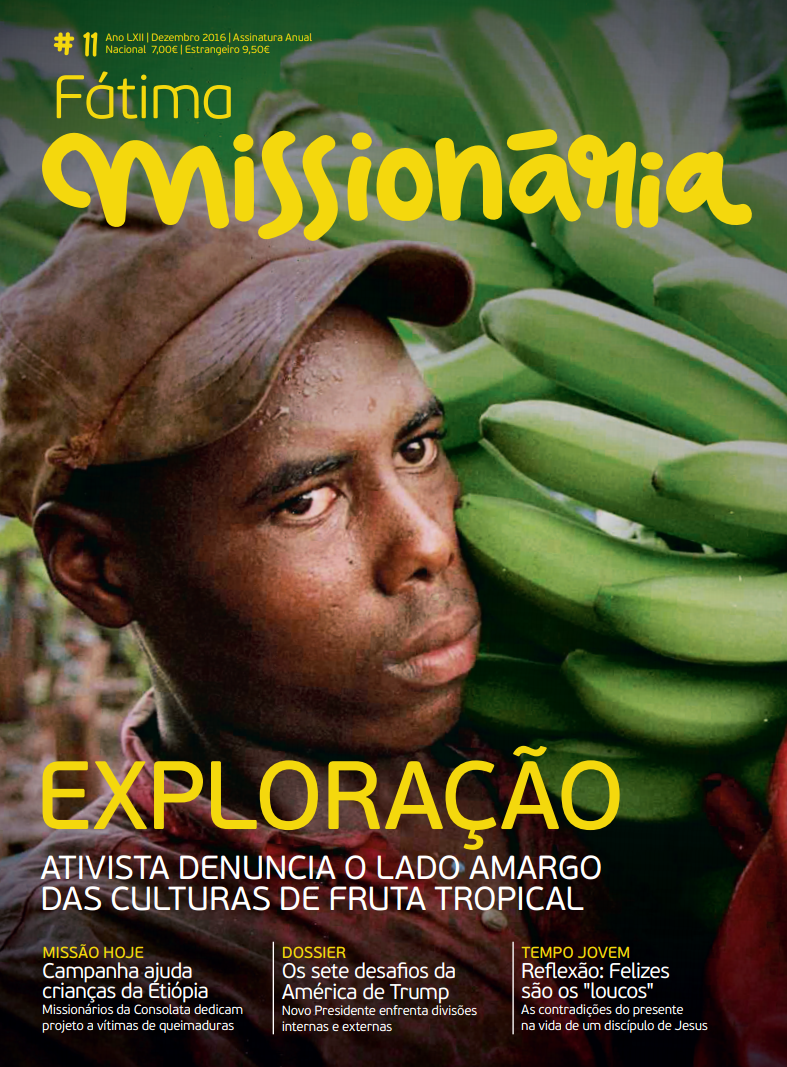 # 11
Ano LXII | Dezembro 2016 | Assinatura Anual
Nacional 7,00€ | Estrangeiro 9,50€
Fátima
missionária
EXPLORAÇÃO
ATIVISTA DENUNCIA O LADO AMARGO
DAS CULTURAS DE FRUTA TROPICAL
MISSÃO HOJE
Campanha ajuda
crianças da Etiópia
Missionários da Consolata dedicam
projeto a vítimas de queimaduras
DOSSIER
Os sete desafios da
América de Trump
Novo Presidente enfrenta divisões
internas e externas
TEMPO JOVEM
Reflexão: Felizes
são os "loucos"
As contradições do presente
na vida de um discípulo de Jesus